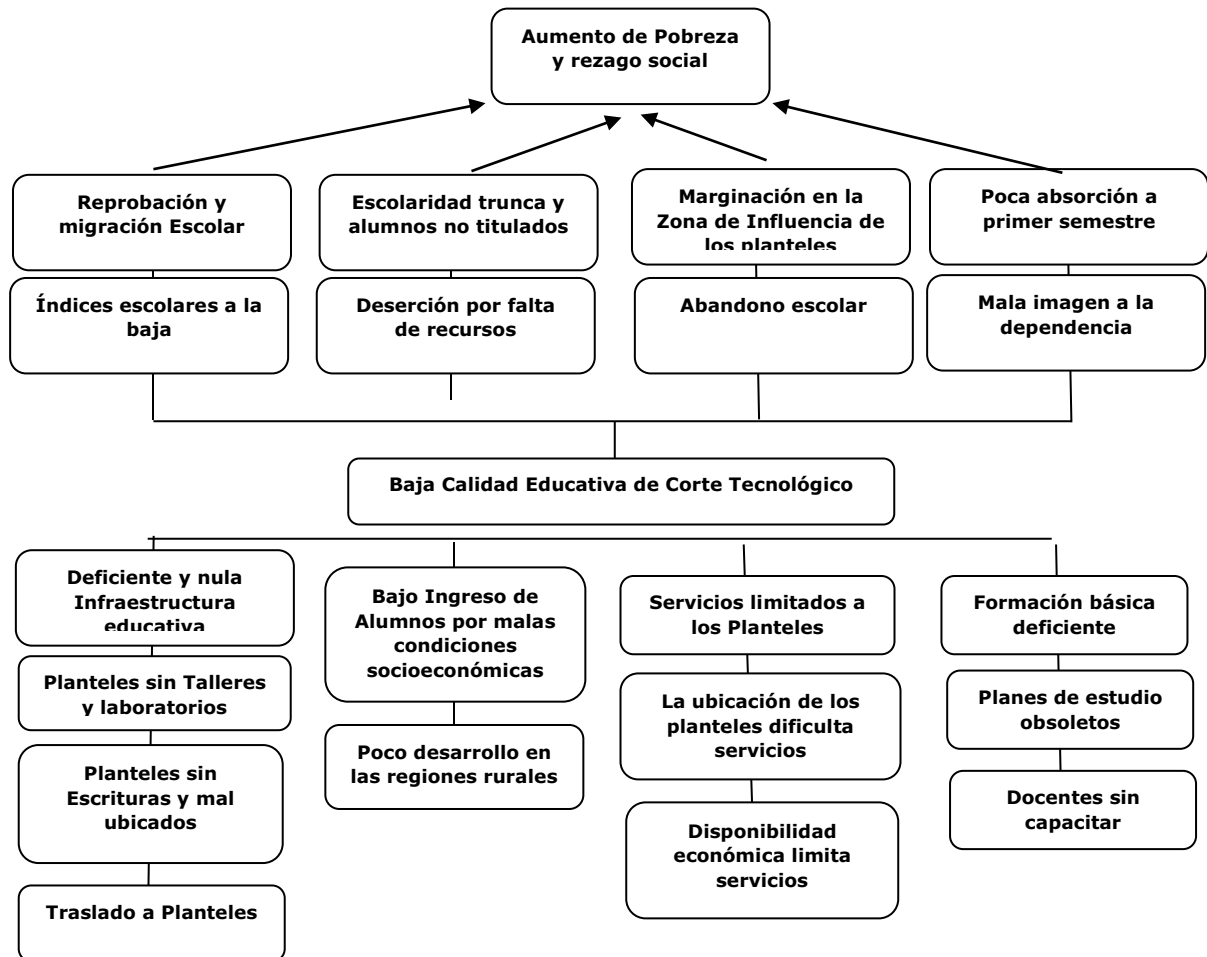 Aumento de Pobreza
y rezago social
Reprobación y
migración Escolar
Escolaridad trunca y
alumnos no titulados
Marginación en la
Zona de Influencia de
los planteles
Poca absorción a
primer semestre
Índices escolares a la
baja
Deserción por falta
de recursos
Abandono escolar
Mala imagen a la
dependencia
Baja Calidad Educativa de Corte Tecnológico
Deficiente y nula
Infraestructura
educativa
Bajo Ingreso de
Alumnos por malas
condiciones
socioeconómicas
Servicios limitados a
los Planteles
Formación básica
deficiente
Planteles sin Talleres
y laboratorios
Poco desarrollo en
las regiones rurales
La ubicación de los
planteles dificulta
servicios
Planes de estudio
obsoletos
Planteles sin
Escrituras y mal
ubicados
Disponibilidad
económica limita
servicios
Docentes sin
capacitar
Traslado a Planteles